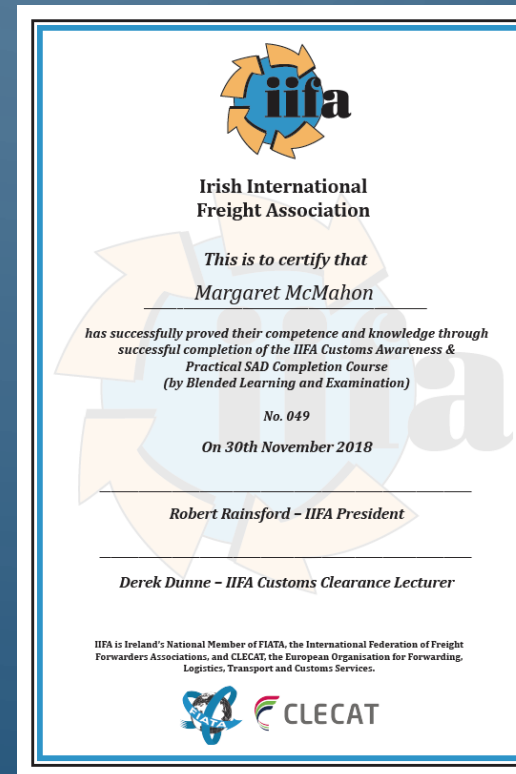 iifa
Irish International
Freight Association
This is to certify that
Margaret McMahon
has successfully proved their competence and knowledge through
successful completion of the IIFA Customs Awareness &
Practical SAD Completion Course
(by Blended Learning and Examination)
No. 049
On 30th November 2018
Robert Rainsford – IIFA President
Derek Dunne – IIFA Customs Clearance Lecturer
IIFA is Ireland's National Member of FIATA, the International Federation of Freight
Forwarders Associations, and CLECAT, the European Organisation for Forwarding,
Logistics, Transport and Customs Services.
FIATA
CLECAT
iifa